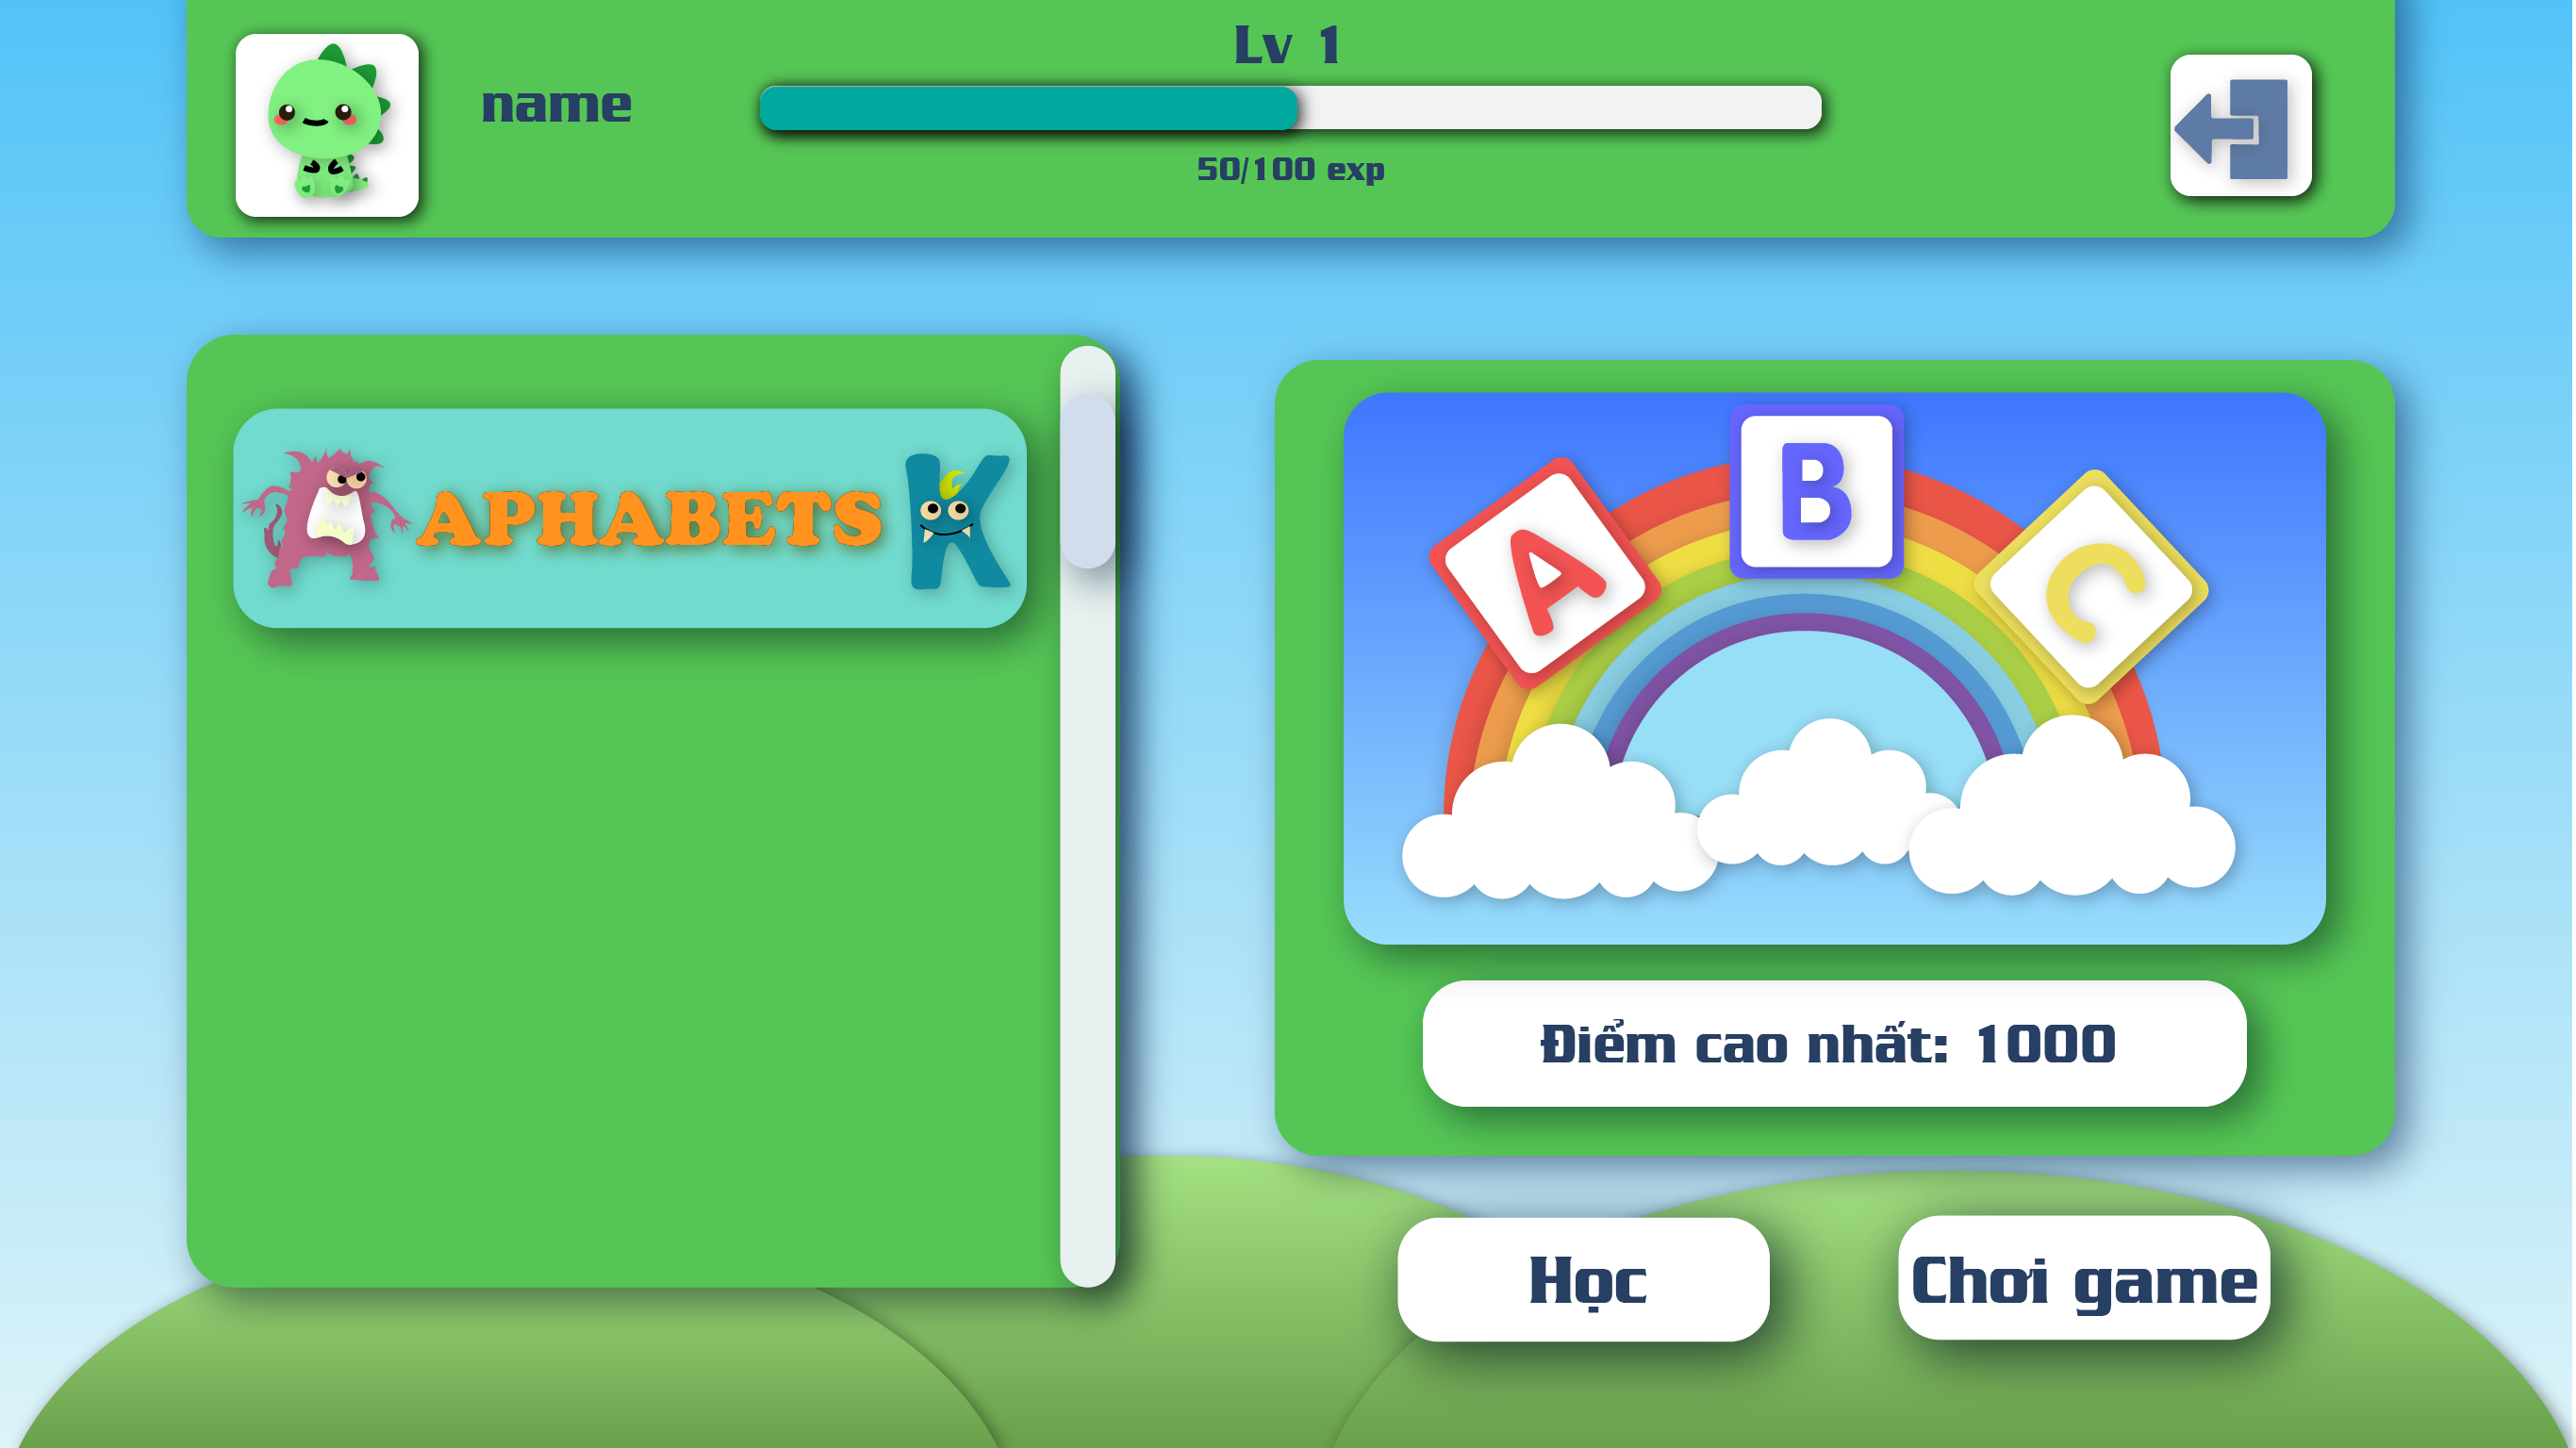 Lv 1
name
50/100 exp
APHABETS K
A
B
C
Điểm cao nhất: 1000
Học
Chơi game